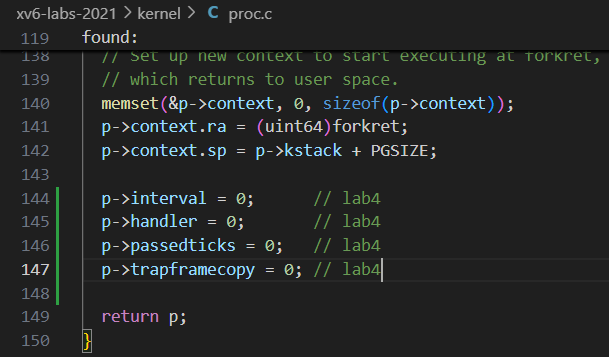 xv6-labs-2021 > kernel > C proc.c
119 found:
138 // Set up new context to start executing at forkret,
139 // which returns to user space.
140 memset(&p->context, 0, sizeof(p->context));
141 p->context.ra = (uint64)forkret;
142 p->context.sp = p->kstack + PGSIZE;
143
144 p->interval = 0; // lab4
145 p->handler = 0; // lab4
146 p->passedticks = 0; // lab4
147 p->trapframecopy = 0; // lab4
148
149 return p;
150 }